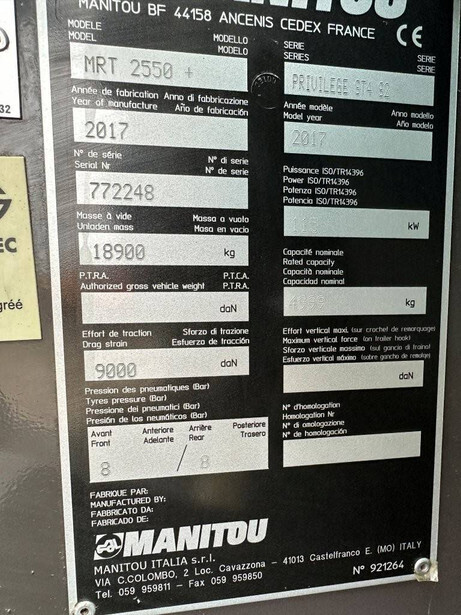 MANITOU
MANITOU BF 44158 ANCENIS CEDEX FRANCE
CE
MODELE MODELLO
MODEL MODELO
MRT 2550 +
SERIE
SERIES
PRIVILEGE ST4 S2
Année de fabrication Anno di fabbricazione
Year of manufacture Año de fabricación
2017
Année modèle Anno modello
Model year Año modelo
2017
N° de série N° di serie
Serial Nr N° de serie
772248
Puissance ISO/TR14396
Power ISO/TR14396
Potenza ISO/TR14396
Potencia ISO/TR14396
kW
Masse à vide Massa a vuoto
Unladen mass Masa en vacio
18900 kg
Capacité nominale
Rated capacity
Capacità nominale
Capacidad nominal
kg
P.T.R.A. P.T.C.A.
Authorized gross vehicle weight P.T.R.A.
daN
Effort de traction Sforzo di trazione
Drag strain Esfuerzo de tracción
9000 daN
Effort vertical maxi. (sur crochet de remorquage)
Maximum vertical force (on trailer hook)
Sforzo verticale massimo (sul gancio di traino)
Esfuerzo vertical máximo (sobre gancho de remolque)
daN
Pression des pneumatiques (Bar)
Tyres pressure (Bar)
Pressione dei pneumatici (Bar)
Presión de los neumáticos (Bar)
Avant Anteriore Arrière Posteriore
Front Adelante Rear Trasero
8 / 8
N° d'homologation
Homologation Nr
N° di omologazione
N° de homologación
FABRIQUE PAR:
MANUFACTURED BY:
FABBRICATO DA:
FABRICADO DE:
MANITOU
MANITOU ITALIA s.r.l.
VIA C.COLOMBO, 2 Loc. Cavazzona - 41013 Castelfranco E. (MO) ITALY
Tel. 059 959811 - Fax 059 959850
N° 921264
32
EC
gréé